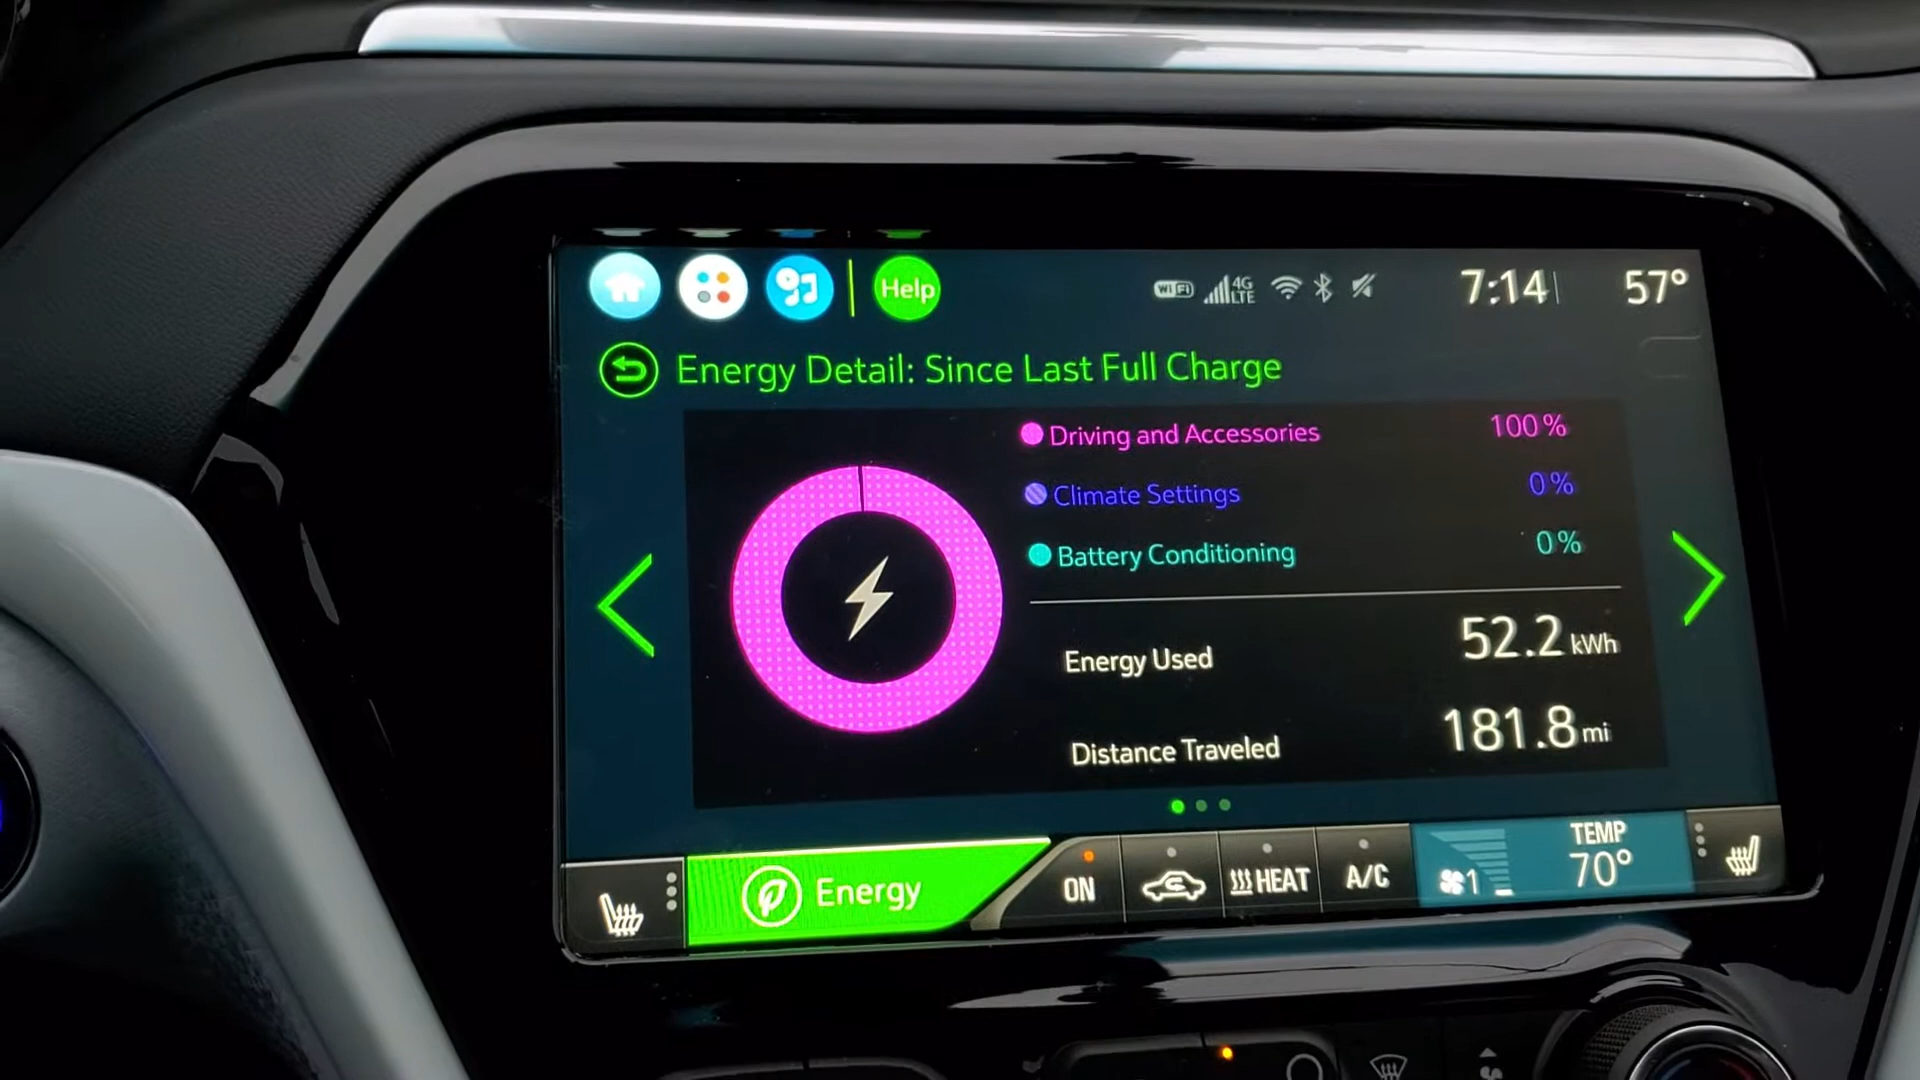 Help WiFi 4G LTE 7:14 57°
Energy Detail: Since Last Full Charge
Driving and Accessories 100%
Climate Settings 0%
Battery Conditioning 0%
Energy Used 52.2 kWh
Distance Traveled 181.8 mi
Energy ON HEAT A/C 1 TEMP 70°